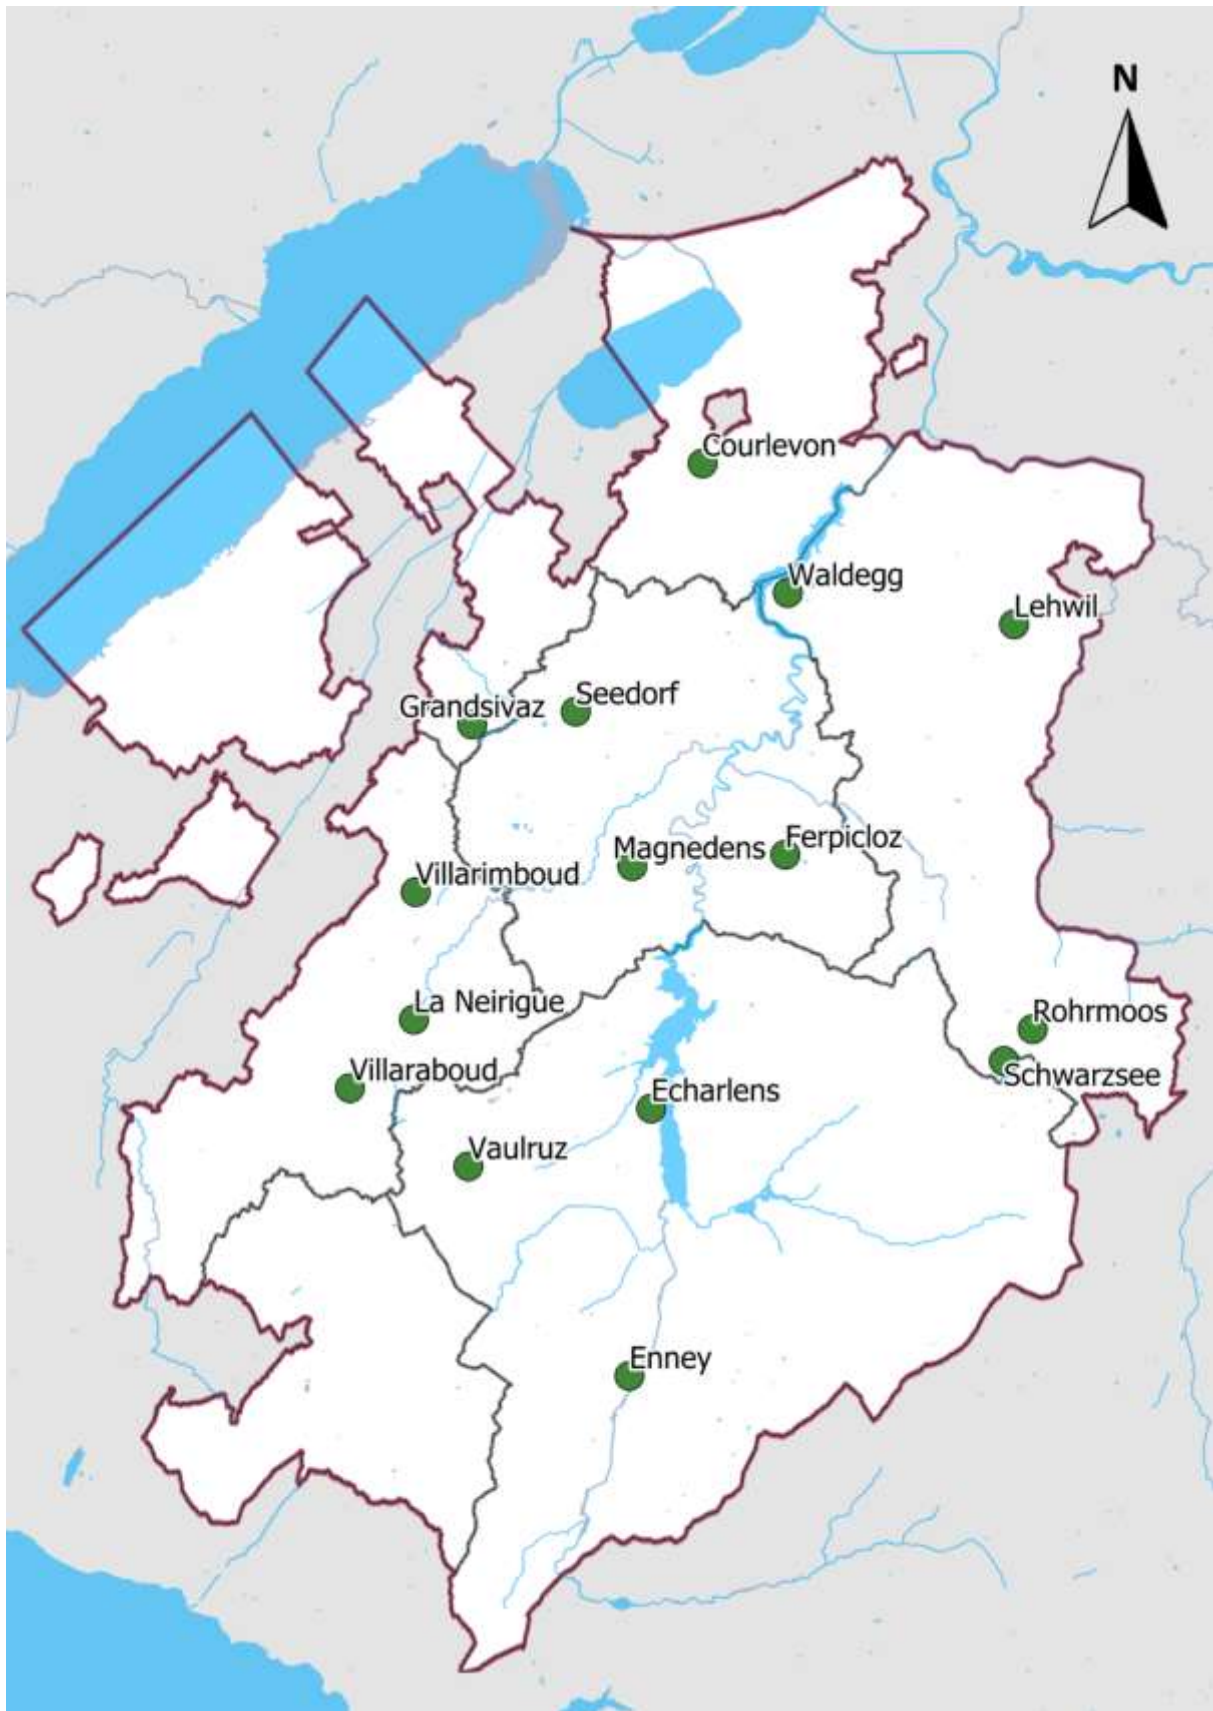 N
Courlevon
Waldegg
Lehwil
Seedorf
Grandsivaz
Ferpicloz
Magnedens
Villarimboud
La Neirigue
Rohrmoos
Villaraboud
Schwarzsee
Echarlens
Vaulruz
Enney